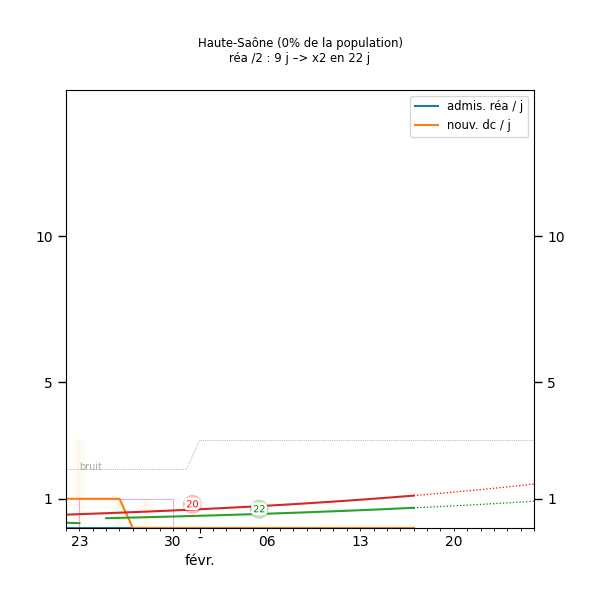 Haute-Saône (0% de la population)
réa /2 : 9 j –> x2 en 22 j
admis. réa / j
nouv. dc / j
10
10
5
5
bruit
1
1
20
22
23
30
-
06
13
20
févr.